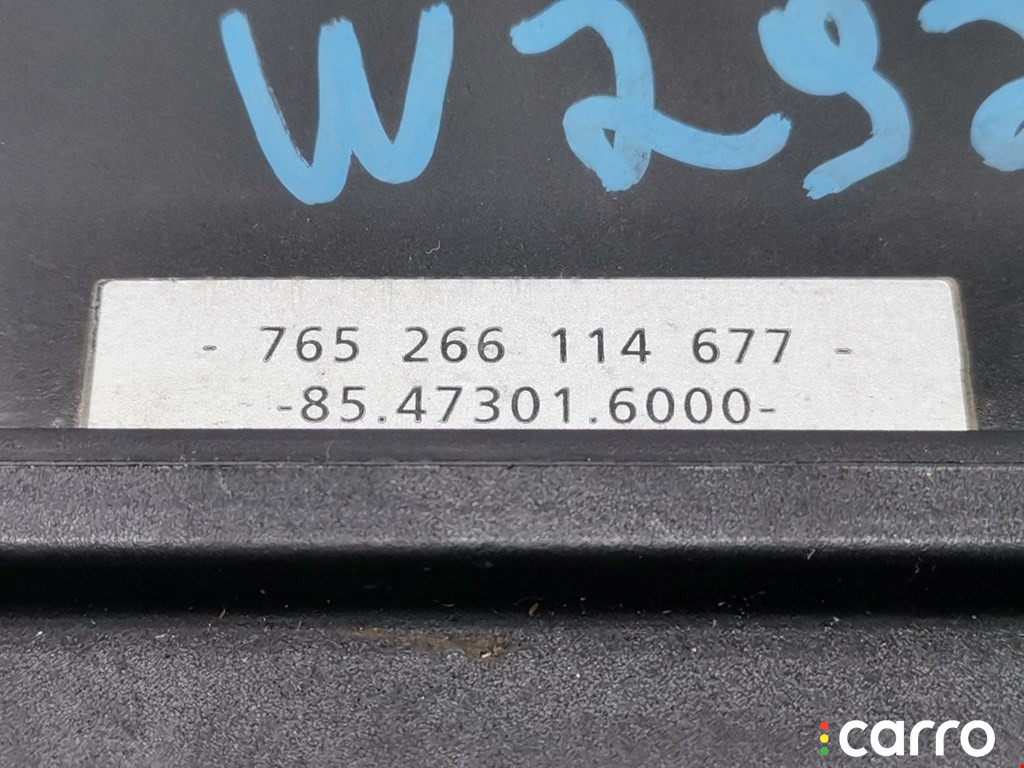 W292
- 765 266 114 677 -
-85.47301.6000-
carro